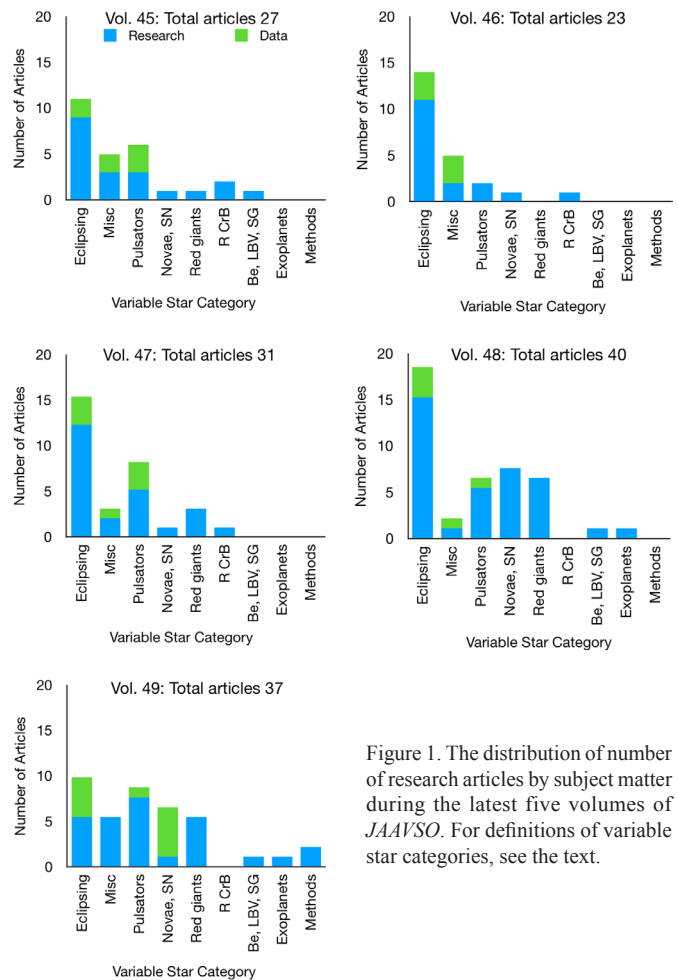 Vol. 45: Total articles 27
Research
Data
20
15
10
5
0
Number of Articles
Eclipsing
Misc
Pulsators
Novae, SN
Red giants
R CrB
Be, LBV, SG
Exoplanets
Methods
Variable Star Category
Vol. 46: Total articles 23
20
15
10
5
0
Number of Articles
Eclipsing
Misc
Pulsators
Novae, SN
Red giants
R CrB
Be, LBV, SG
Exoplanets
Methods
Variable Star Category
Vol. 47: Total articles 31
20
15
10
5
0
Number of Articles
Eclipsing
Misc
Pulsators
Novae, SN
Red giants
R CrB
Be, LBV, SG
Exoplanets
Methods
Variable Star Category
Vol. 48: Total articles 40
20
15
10
5
0
Number of Articles
Eclipsing
Misc
Pulsators
Novae, SN
Red giants
R CrB
Be, LBV, SG
Exoplanets
Methods
Variable Star Category
Vol. 49: Total articles 37
20
15
10
5
0
Number of Articles
Eclipsing
Misc
Pulsators
Novae, SN
Red giants
R CrB
Be, LBV, SG
Exoplanets
Methods
Variable Star Category
Figure 1. The distribution of number
of research articles by subject matter
during the latest five volumes of
JAAVSO. For definitions of variable
star categories, see the text.